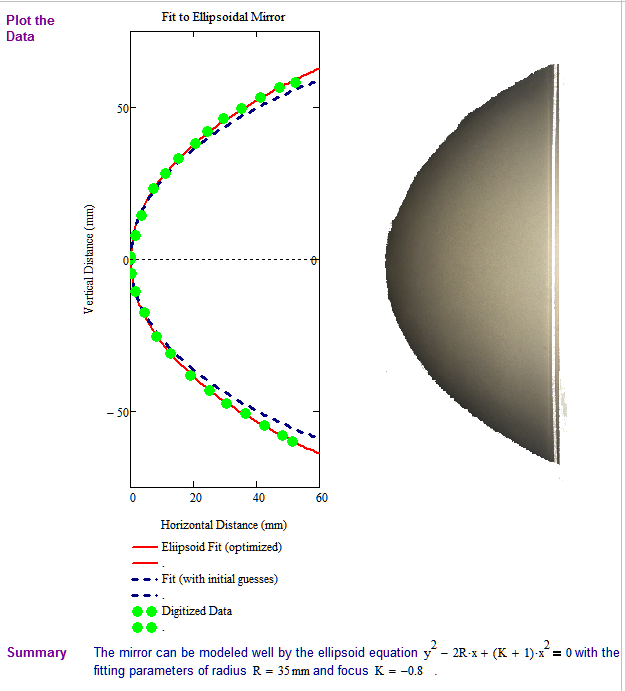 Plot the
Data
Fit to Ellipsoidal Mirror
50
0
0
− 50
0
20
40
60
Vertical Distance (mm)
Horizontal Distance (mm)
Eliipsoid Fit (optimized)
.
Fit (with initial guesses)
.
Digitized Data
.
Summary
The mirror can be modeled well by the ellipsoid equation y² − 2R·x + (K + 1)·x² = 0 with the
fitting parameters of radius R = 35 mm and focus K = −0.8 .